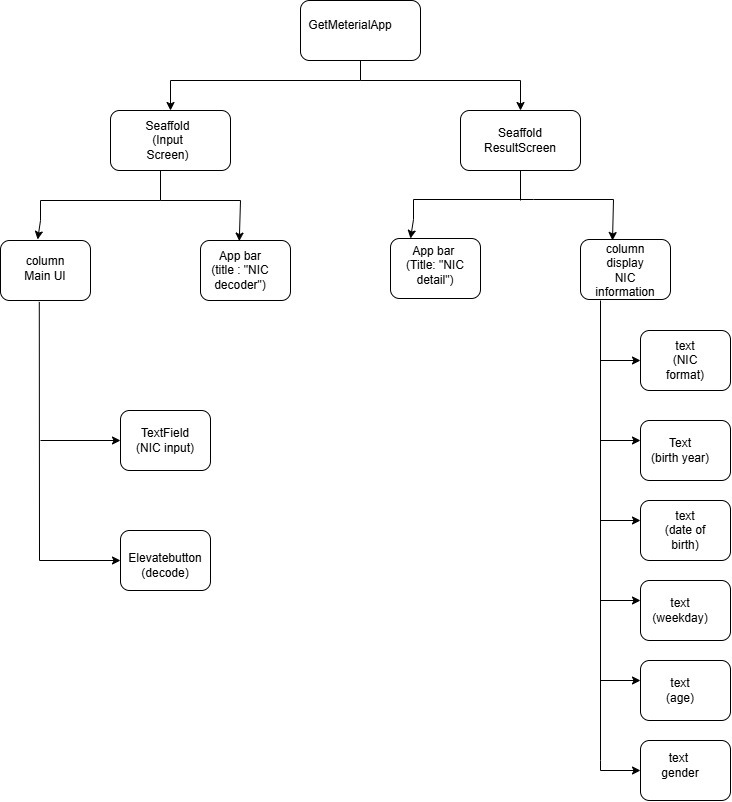 GetMeterialApp
Seaffold
(Input
Screen)
Seaffold
ResultScreen
column
Main UI
App bar
(title : "NIC
decoder")
App bar
(Title: "NIC
detail")
column
display
NIC
information
TextField
(NIC input)
Elevatebutton
(decode)
text
(NIC
format)
Text
(birth year)
text
(date of
birth)
text
(weekday)
text
(age)
text
gender